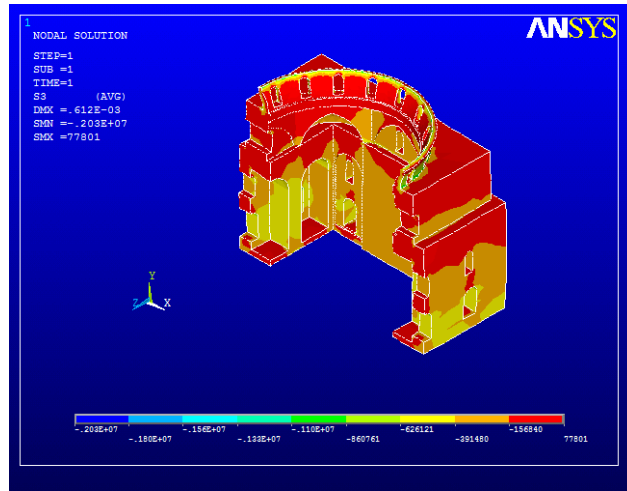 1
NODAL SOLUTION
ANSYS
STEP=1
SUB =1
TIME=1
S3 (AVG)
DMX =.612E-03
SMN =-.203E+07
SMX =77801
Y
Z X
-.203E+07 -.156E+07 -.110E+07 -626121 -156840
-.180E+07 -.133E+07 -860761 -391480 77801